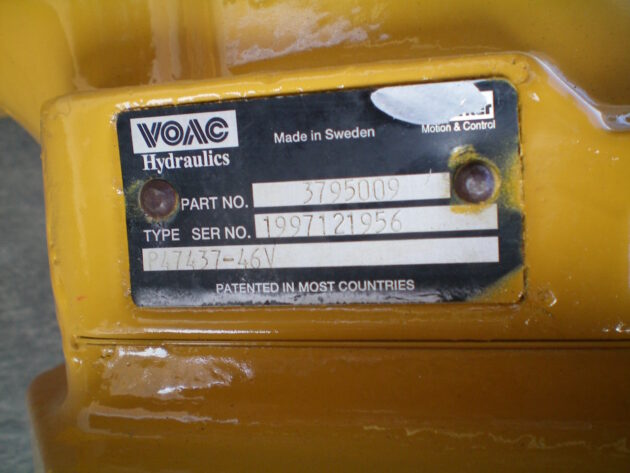 VOAC
Hydraulics
Made in Sweden
Motion & Control
PART NO. 3795009
TYPE SER NO. 1997121956
P47437-46V
PATENTED IN MOST COUNTRIES